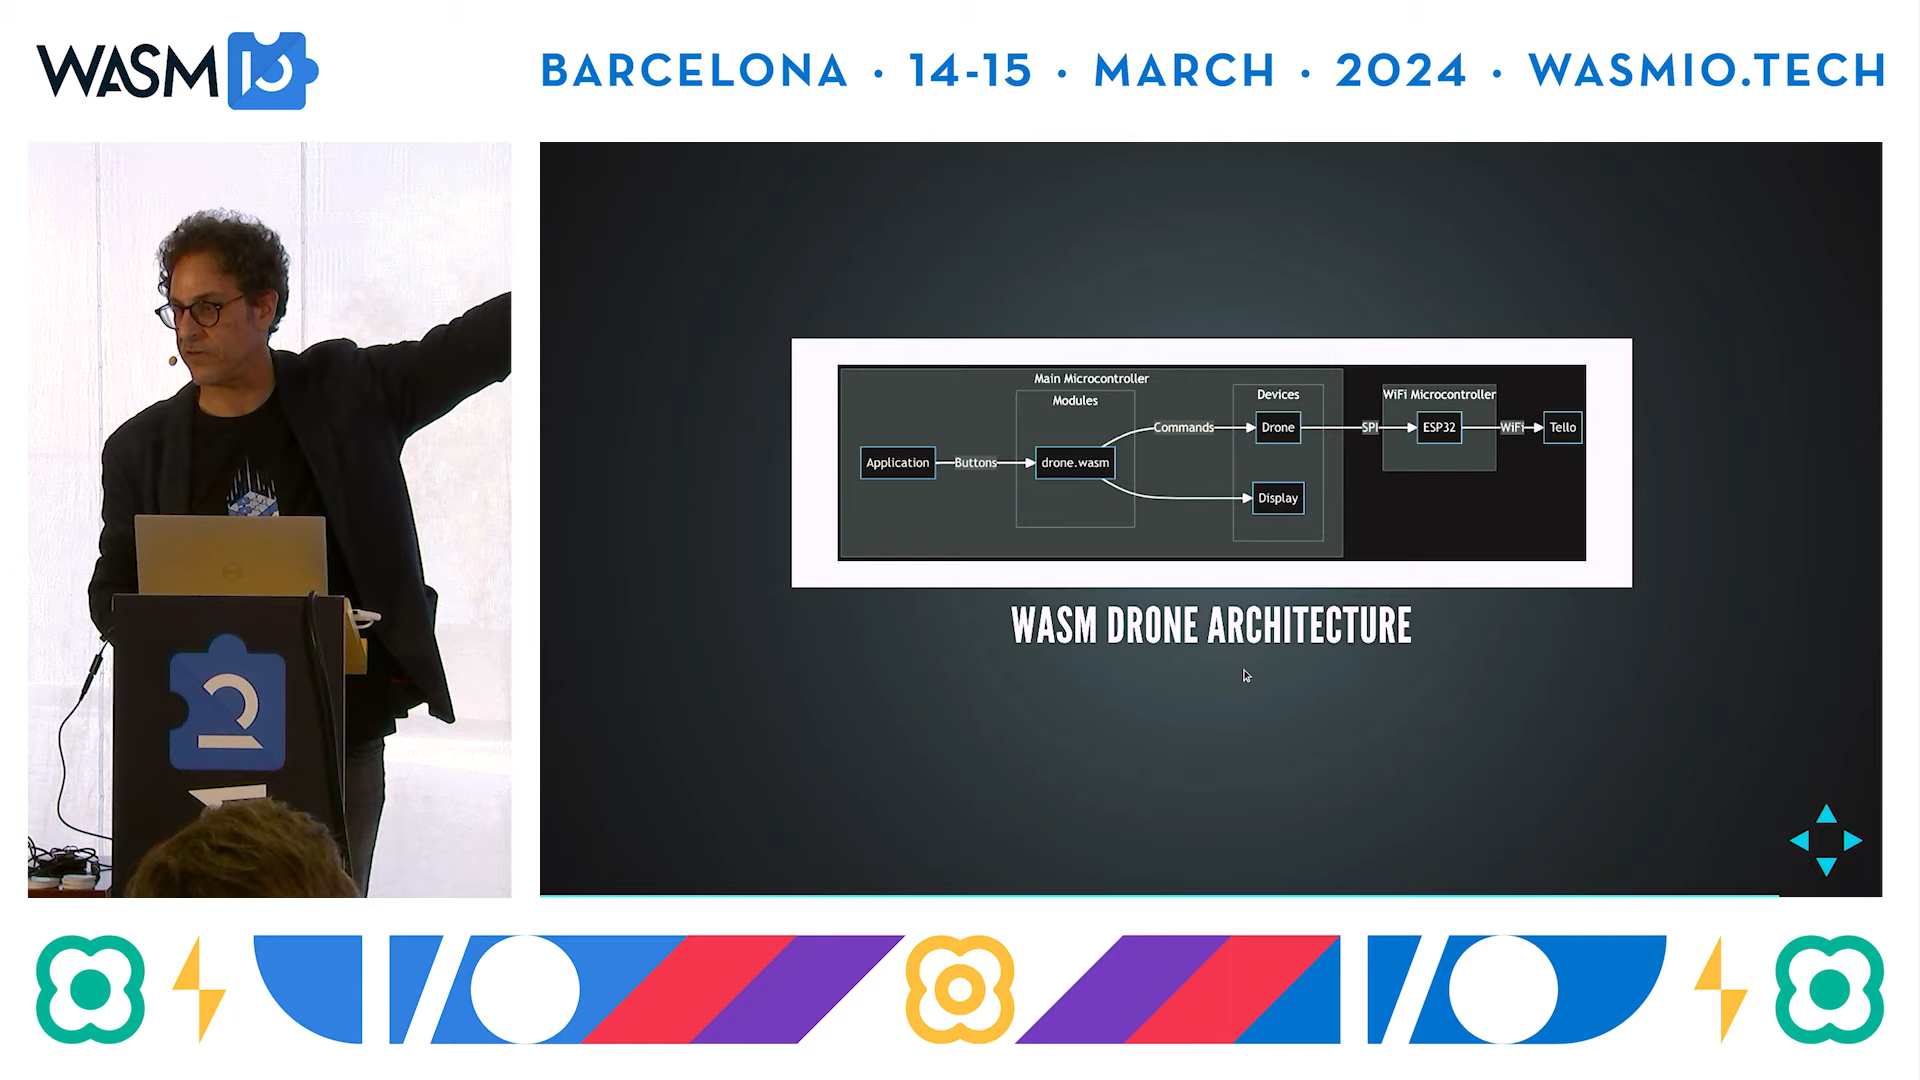 WASM IO
BARCELONA · 14-15 · MARCH · 2024 · WASMIO.TECH
Main Microcontroller
Modules
Devices
WiFi Microcontroller
Application
Buttons
drone.wasm
Commands
Drone
SPI
ESP32
WiFi
Tello
Display
WASM DRONE ARCHITECTURE